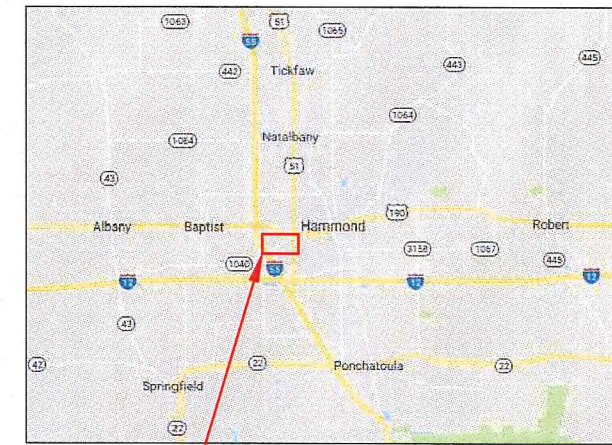 1063 51 1065
55
442 Tickfaw 443 445
1064
1064 Natalbany
43 51
190
Albany Baptist Hammond Robert
1040 55 3158 1067 445
12 12 12
43
42 22 Ponchatoula 22
Springfield
22